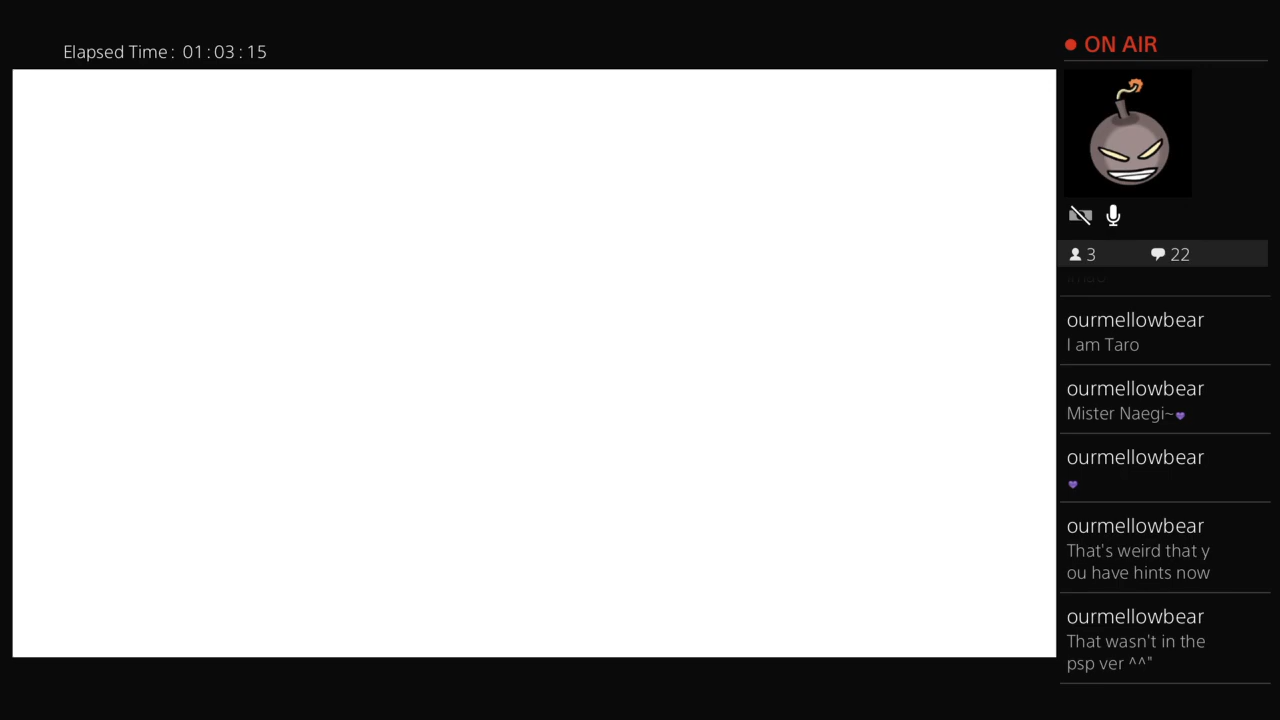 Elapsed Time: 01:03:15
ON AIR
3 22
ourmellowbear
I am Taro
ourmellowbear
Mister Naegi~💜
ourmellowbear
💜
ourmellowbear
That's weird that y
ou have hints now
ourmellowbear
That wasn't in the
psp ver ^^"